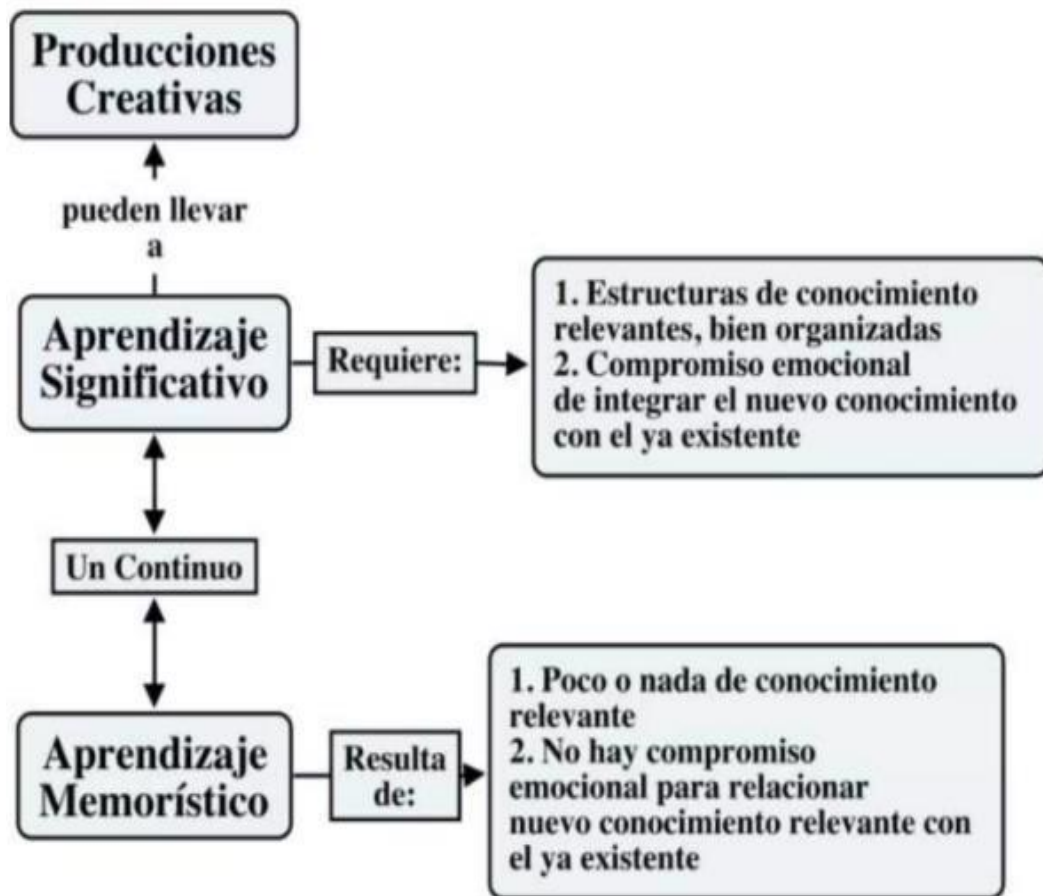 Producciones
Creativas
pueden llevar
a
Aprendizaje
Significativo
Requiere:
1. Estructuras de conocimiento
relevantes, bien organizadas
2. Compromiso emocional
de integrar el nuevo conocimiento
con el ya existente
Un Continuo
Aprendizaje
Memorístico
Resulta
de:
1. Poco o nada de conocimiento
relevante
2. No hay compromiso
emocional para relacionar
nuevo conocimiento relevante con
el ya existente